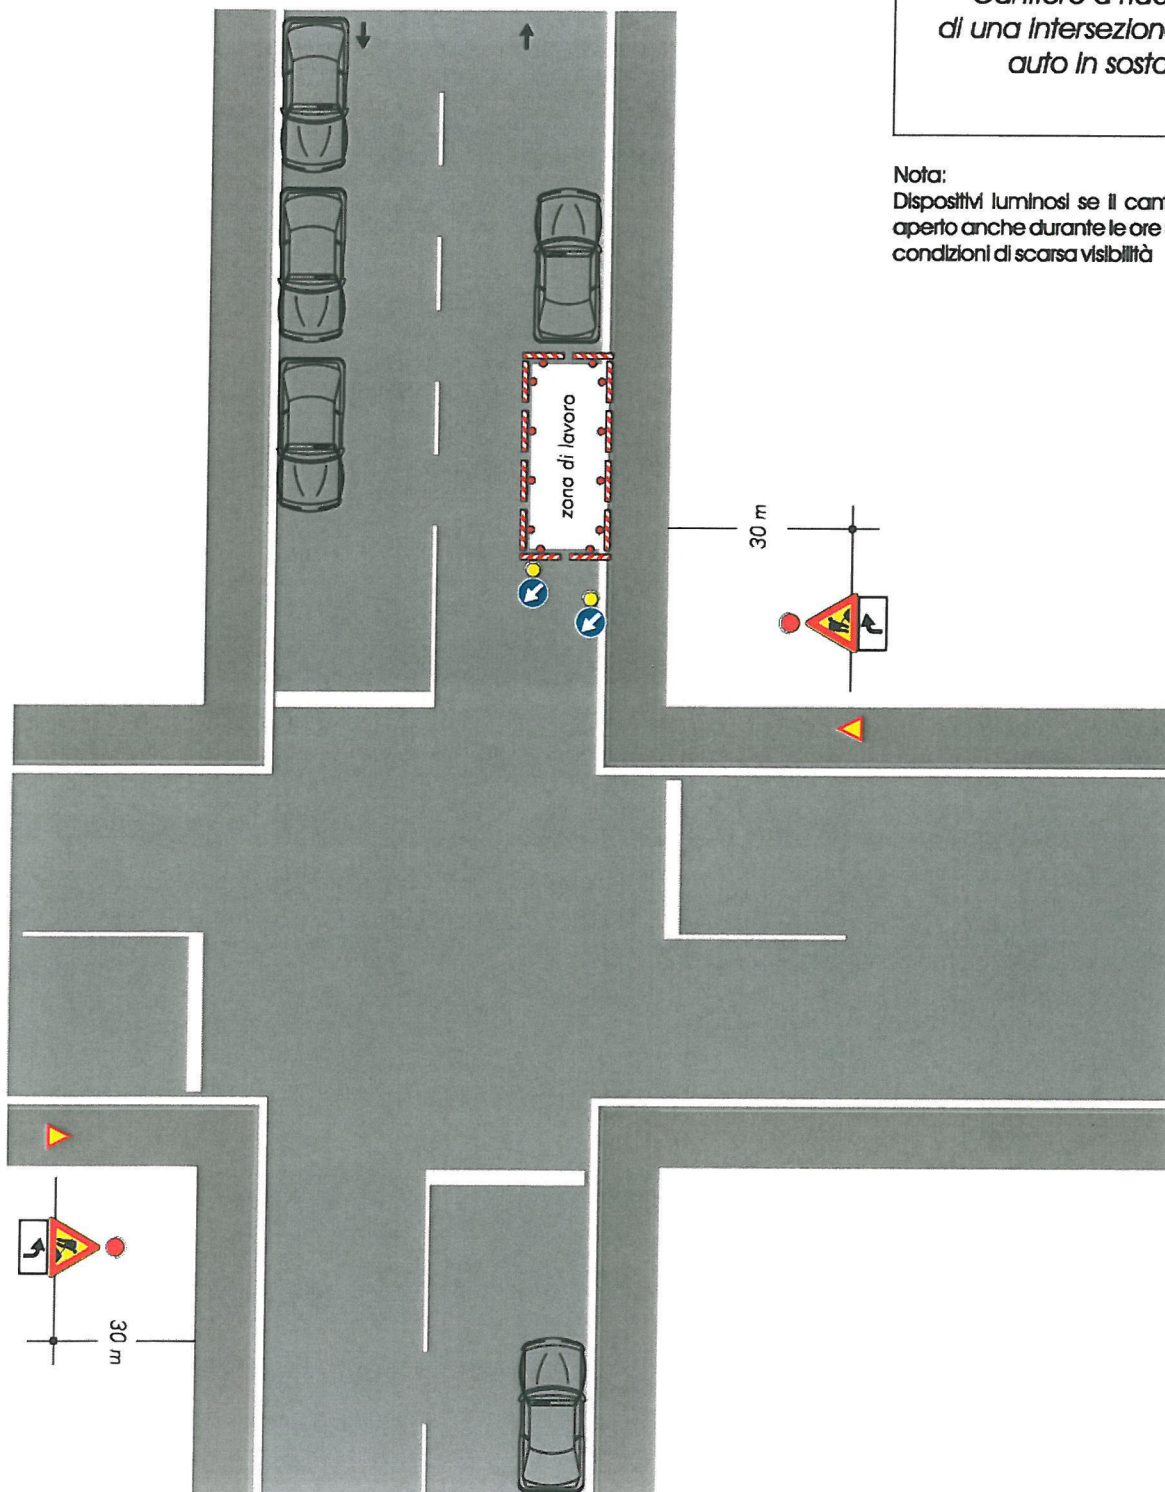 di una intersezion
auto in sosta
Nota:
Dispositivi luminosi se il can
aperto anche durante le ore
condizioni di scarsa visibilità
zona di lavoro
30 m
30 m